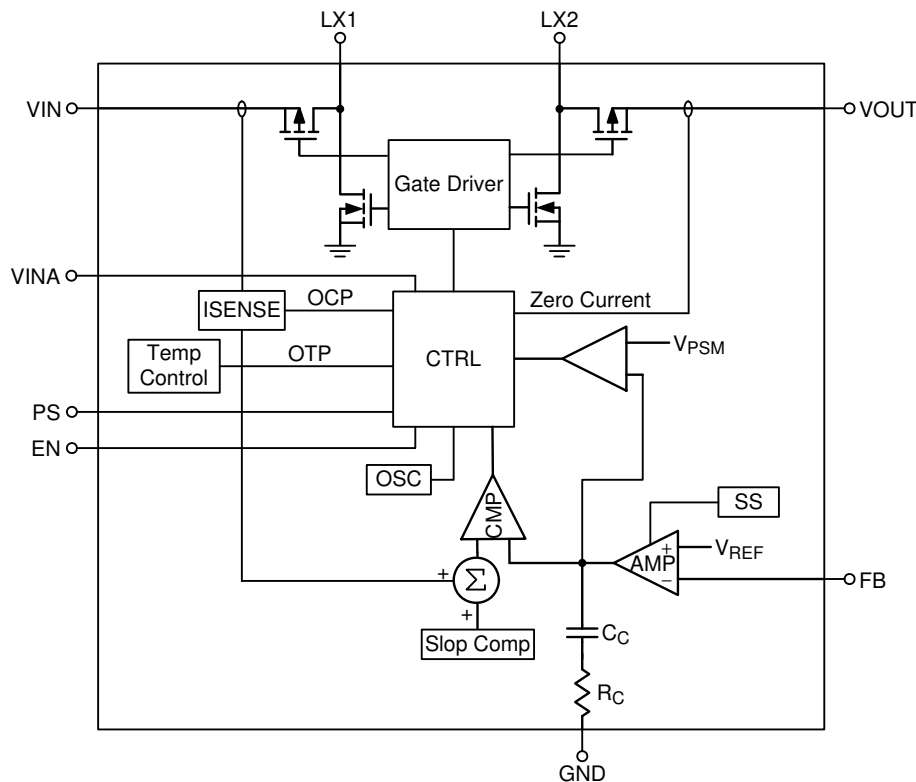 LX1
LX2
VIN
VOUT
Gate Driver
VINA
ISENSE
OCP
Zero Current
Temp
Control
OTP
CTRL
VPSM
PS
EN
OSC
CMP
SS
AMP
+
−
VREF
FB
+
Σ
+
Slop Comp
CC
RC
GND